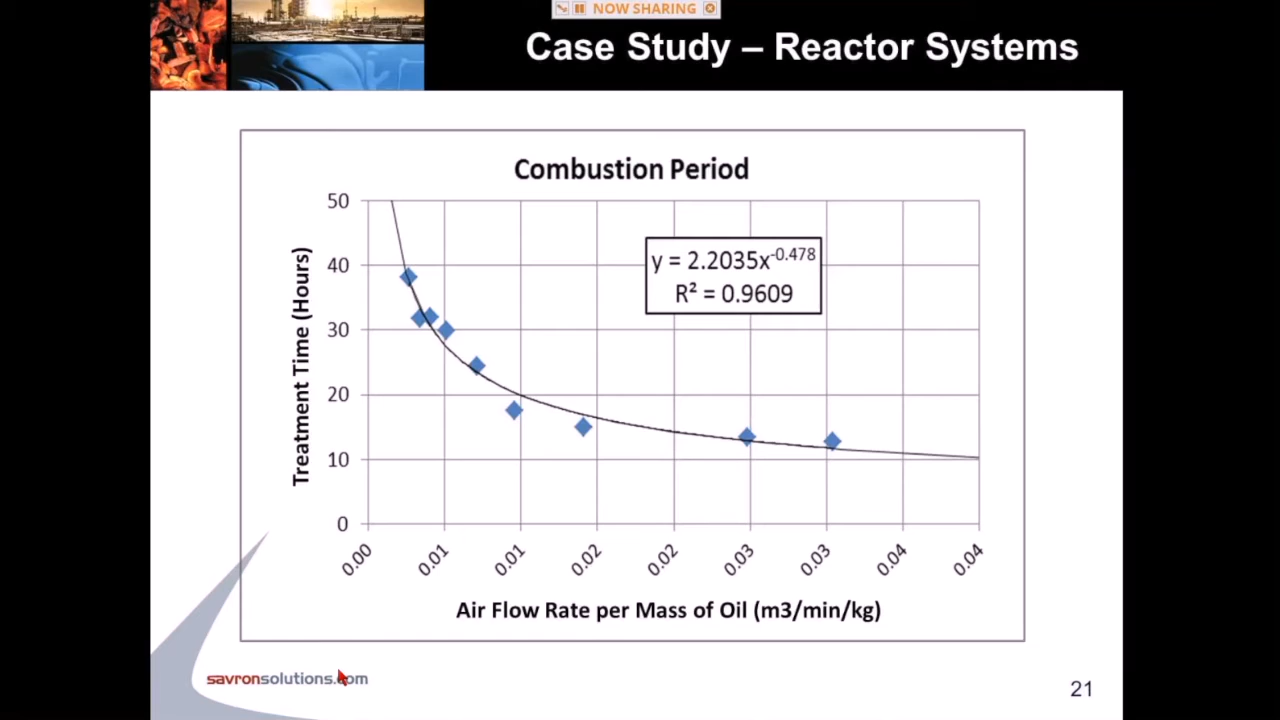 NOW SHARING
Case Study – Reactor Systems
Combustion Period
50
40
30
20
10
0
Treatment Time (Hours)
y = 2.2035x^-0.478
R² = 0.9609
0.00
0.01
0.01
0.02
0.02
0.03
0.03
0.04
0.04
Air Flow Rate per Mass of Oil (m3/min/kg)
savronsolutions.com
21